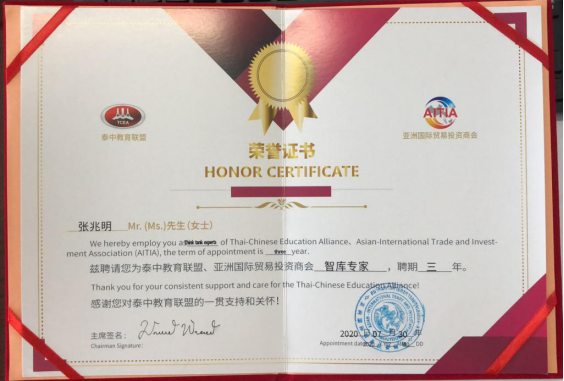 TCEA
泰中教育联盟
AITIA
亚洲国际贸易投资商会
荣誉证书
HONOR CERTIFICATE
张兆明 Mr. (Ms.)先生(女士)
We hereby employ you as Think tank experts of Thai-Chinese Education Alliance、Asian-International Trade and Invest-
ment Association (AITIA), the term of appointment is three year.
兹聘请您为泰中教育联盟、亚洲国际贸易投资商会 智库专家 ，聘期 三 年。
Thank you for your consistent support and care for the Thai-Chinese Education Alliance!
感谢您对泰中教育联盟的一贯支持和关怀！
主席签名：
Chairman Signature:
2020 年 07 月 30 年
Appointment date DD